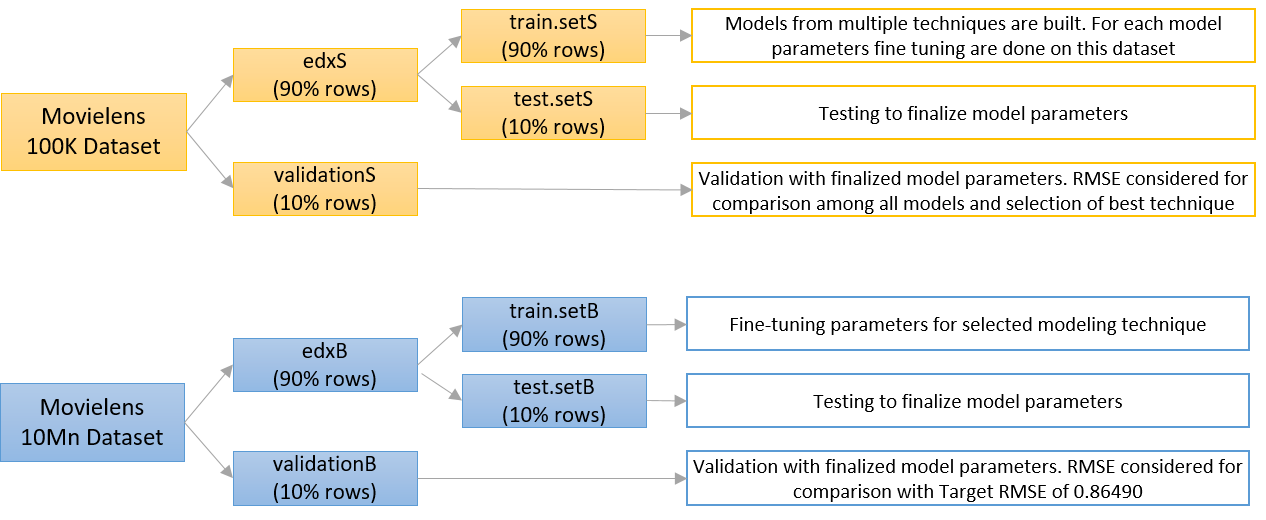 Movielens
100K Dataset
edxS
(90% rows)
train.setS
(90% rows)
Models from multiple techniques are built. For each model
parameters fine tuning are done on this dataset
test.setS
(10% rows)
Testing to finalize model parameters
validationS
(10% rows)
Validation with finalized model parameters. RMSE considered for
comparison among all models and selection of best technique
Movielens
10Mn Dataset
edxB
(90% rows)
train.setB
(90% rows)
Fine-tuning parameters for selected modeling technique
test.setB
(10% rows)
Testing to finalize model parameters
validationB
(10% rows)
Validation with finalized model parameters. RMSE considered for
comparison with Target RMSE of 0.86490